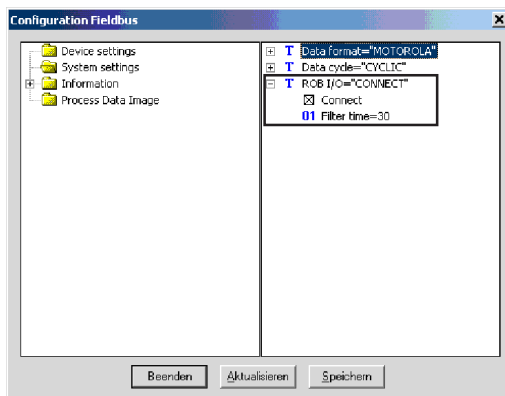 Configuration Fieldbus
Device settings
System settings
Information
Process Data Image
T Data format="MOTOROLA"
T Data cycle="CYCLIC"
T ROB I/O="CONNECT"
Connect
01 Filter time=30
Beenden
Aktualisieren
Speichern